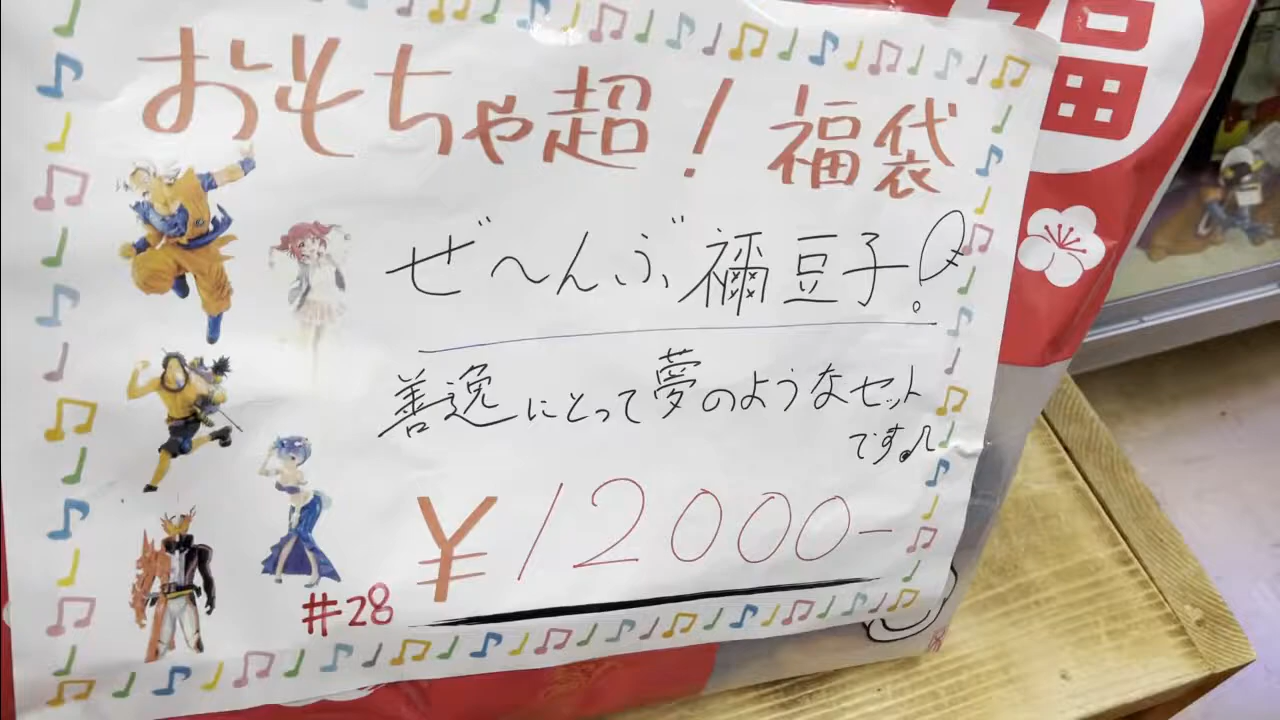 福
おもちゃ超！福袋
ぜ〜んぶ禰豆子！
善逸にとって夢のようなセット
です♫
¥12000-
#28